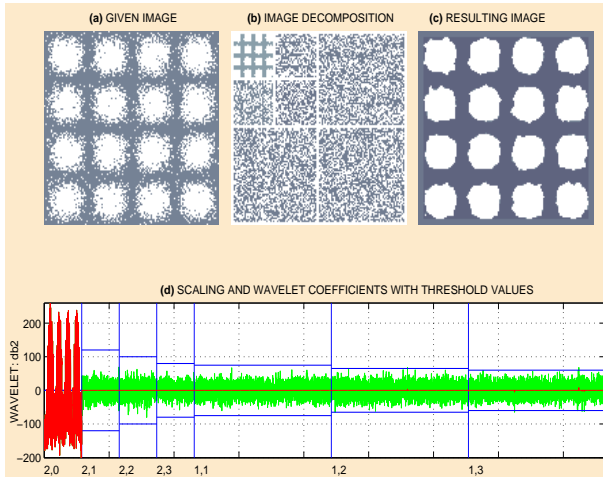 (a) GIVEN IMAGE
(b) IMAGE DECOMPOSITION
(c) RESULTING IMAGE
(d) SCALING AND WAVELET COEFFICIENTS WITH THRESHOLD VALUES
WAVELET: db2
200
100
0
−100
−200
2,0 2,1 2,2 2,3 1,1 1,2 1,3